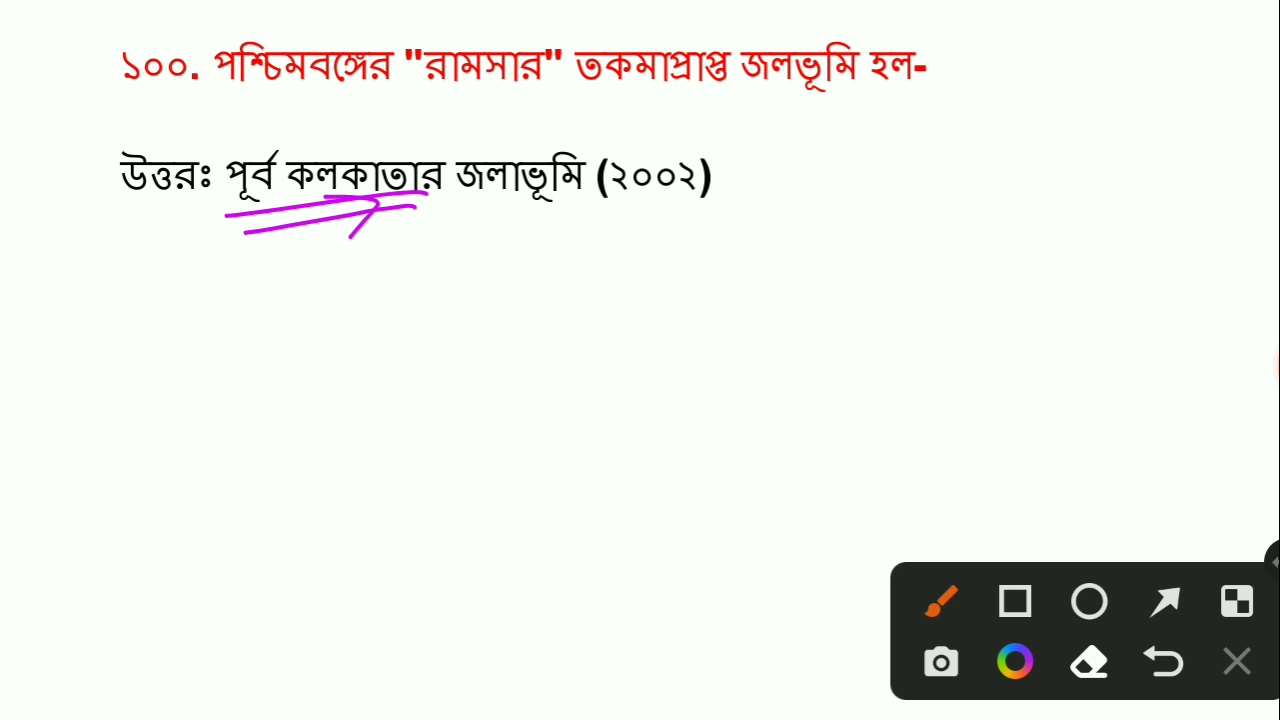 ১০০. পশ্চিমবঙ্গের "রামসার" তকমাপ্রাপ্ত জলভূমি হল-
উত্তরঃ পূর্ব কলকাতার জলাভূমি (২০০২)